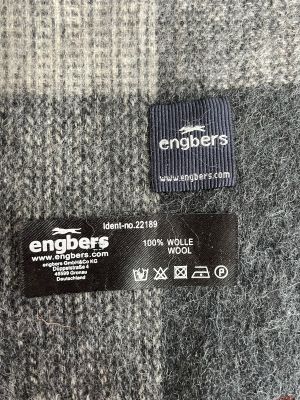 engbers
www.engbers.com
Ident-no.22189
engbers
www.engbers.com
engbers GmbH&Co KG
Düppelstraße 4
48599 Gronau
Deutschland
100% WOLLE
WOOL